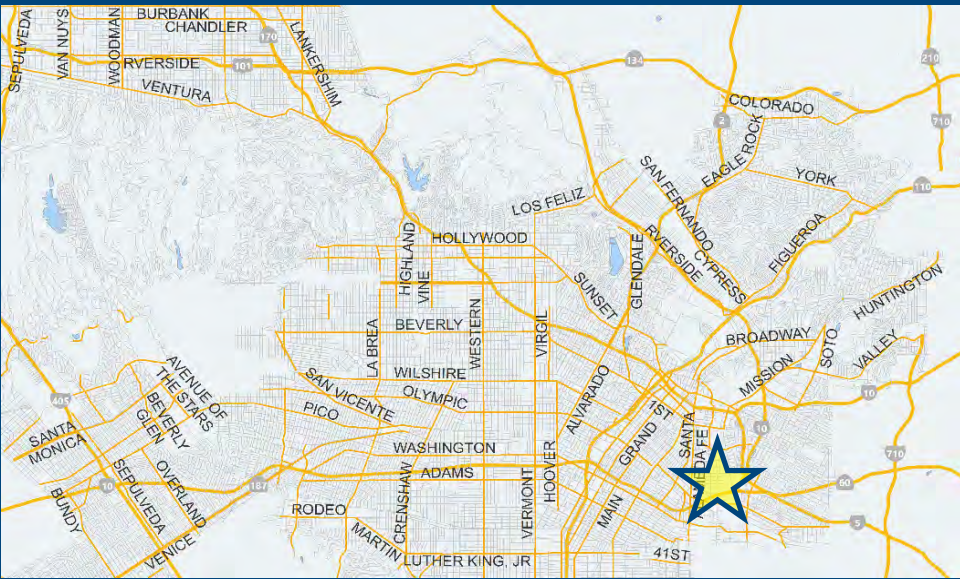 BURBANK
CHANDLER
SEPULVEDA
VAN NUYS
WOODMAN
170
LANKERSHIM
RVERSIDE
101
VENTURA
134
210
COLORADO
2
710
EAGLE ROCK
YORK
SAN FERNANDO
110
LOS FELIZ
HIGHLAND
HOLLYWOOD
VINE
GLENDALE
RVERSIDE
CYPRESS
FIGUEROA
SUNSET
HUNTINGTON
LA BREA
BEVERLY
WESTERN
VIRGIL
BROADWAY
SOTO
VALLEY
MISSION
AVENUE OF
THE STARS
WILSHIRE
SAN VICENTE
OLYMPIC
ALVARADO
PICO
1ST
10
405
BEVERLY
GLEN
SANTA
MONICA
GRAND
SANTA
FE
10
WASHINGTON
ADAMS
HOOVER
710
SEPULVEDA
OVERLAND
10
187
60
BUNDY
CRENSHAW
VERMONT
MAIN
RODEO
5
VENICE
MARTIN
LUTHER KING, JR
41ST